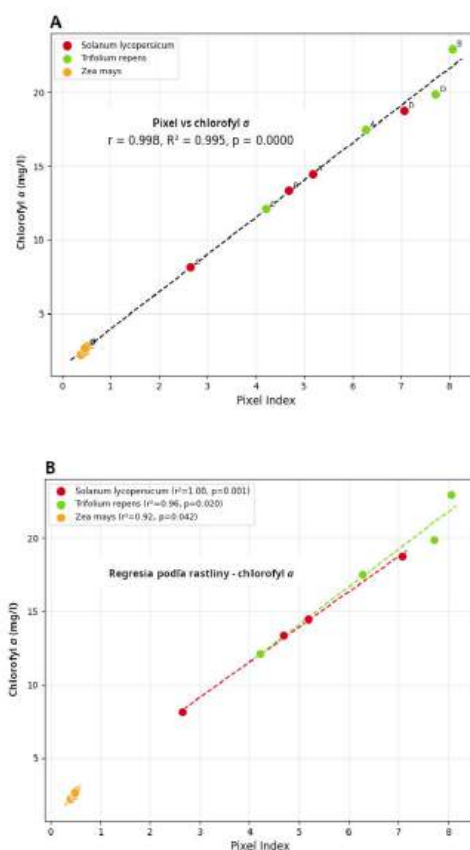 A
Solanum lycopersicum
Trifolium repens
Zea mays
Pixel vs chlorofyl a
r = 0.998, R² = 0.995, p = 0.0000
B
D
D
A
C
Chlorofyl a (mg/l)
20
15
10
5
0 1 2 3 4 5 6 7 8
Pixel Index
B
Solanum lycopersicum (r²=1.00, p=0.001)
Trifolium repens (r²=0.96, p=0.020)
Zea mays (r²=0.92, p=0.042)
Regresia podľa rastliny - chlorofyl a
Chlorofyl a (mg/l)
20
15
10
5
0 1 2 3 4 5 6 7 8
Pixel Index